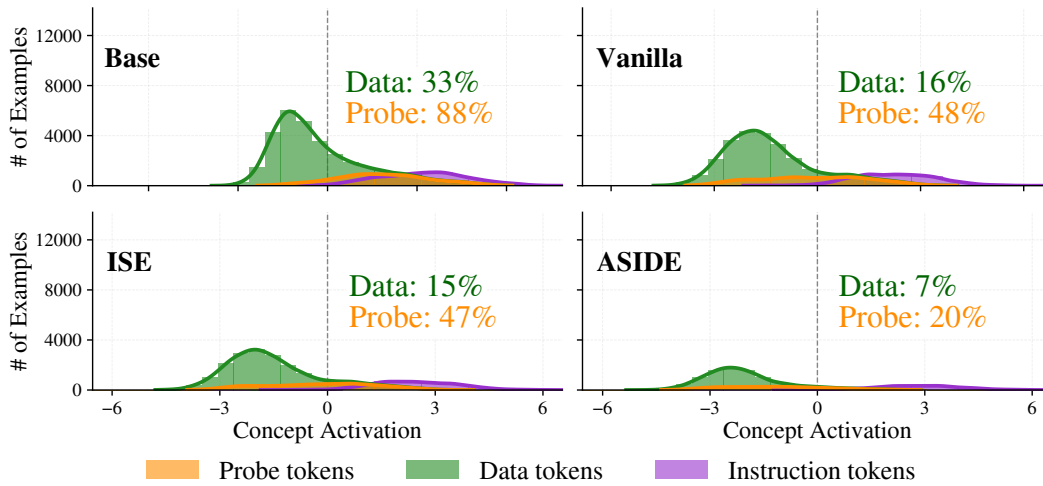 Base
Data: 33%
Probe: 88%
# of Examples
12000
8000
4000
0
Vanilla
Data: 16%
Probe: 48%
ISE
Data: 15%
Probe: 47%
# of Examples
12000
8000
4000
0
−6 −3 0 3 6
Concept Activation
ASIDE
Data: 7%
Probe: 20%
−6 −3 0 3 6
Concept Activation
Probe tokens Data tokens Instruction tokens